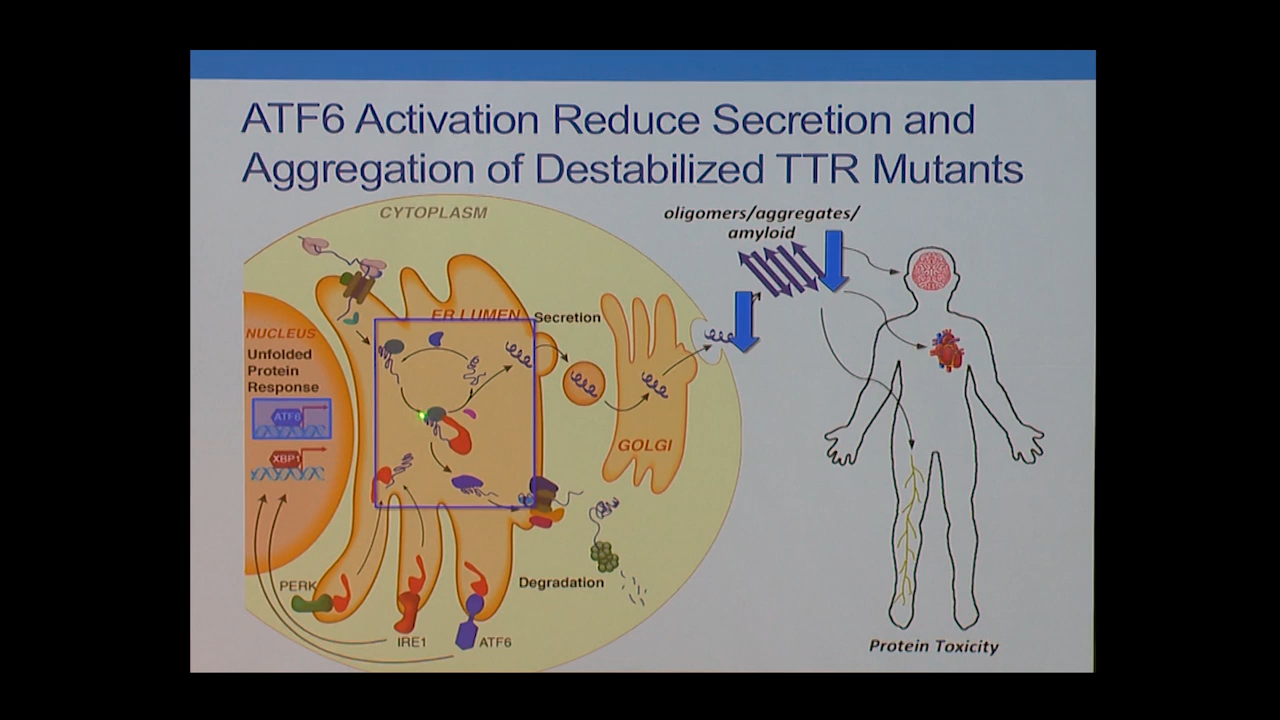 ATF6 Activation Reduce Secretion and
Aggregation of Destabilized TTR Mutants
CYTOPLASM
oligomers/aggregates/
amyloid
ER LUMEN
Secretion
NUCLEUS
Unfolded
Protein
Response
ATF6
XBP1
GOLGI
Degradation
PERK
IRE1
ATF6
Protein Toxicity